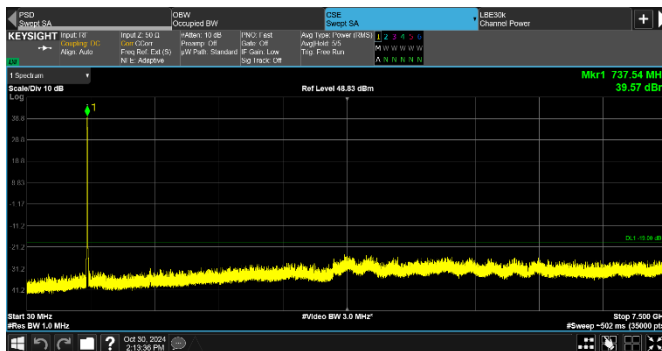 PSD
Swept SA
OBW
Occupied BW
CSE
Swept SA
LBE30k
Channel Power
+
KEYSIGHT
Input: RF
Coupling: DC
Align: Auto
Input Z: 50 Ω
Corr CCorr
Freq Ref: Ext (S)
NFE: Adaptive
#Atten: 10 dB
Preamp: Off
µW Path: Standard
PNO: Fast
Gate: Off
IF Gain: Low
Sig Track: Off
Avg Type: Power (RMS)
Avg|Hold: 5/5
Trig: Free Run
1 2 3 4 5 6
M W W W W W
A N N N N N
1 Spectrum
Scale/Div 10 dB
Ref Level 48.83 dBm
Mkr1 737.54 MH
39.57 dBr
Log
1
38.8
28.8
18.8
8.83
-1.17
-11.2
-21.2
-31.2
-41.2
Start 30 MHz
#Res BW 1.0 MHz
#Video BW 3.0 MHz*
Stop 7.500 GH
#Sweep ~502 ms (35000 pts
?
Oct 30, 2024
2:13:36 PM